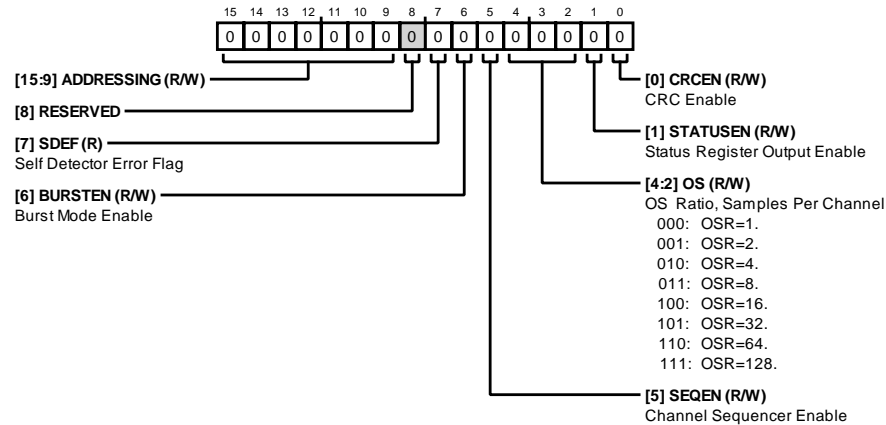 15 14 13 12 11 10 9 8 7 6 5 4 3 2 1 0
0 0 0 0 0 0 0 0 0 0 0 0 0 0 0 0
[15:9] ADDRESSING (R/W)
[8] RESERVED
[7] SDEF (R)
Self Detector Error Flag
[6] BURSTEN (R/W)
Burst Mode Enable
[0] CRCEN (R/W)
CRC Enable
[1] STATUSEN (R/W)
Status Register Output Enable
[4:2] OS (R/W)
OS Ratio, Samples Per Channel
000: OSR=1.
001: OSR=2.
010: OSR=4.
011: OSR=8.
100: OSR=16.
101: OSR=32.
110: OSR=64.
111: OSR=128.
[5] SEQEN (R/W)
Channel Sequencer Enable